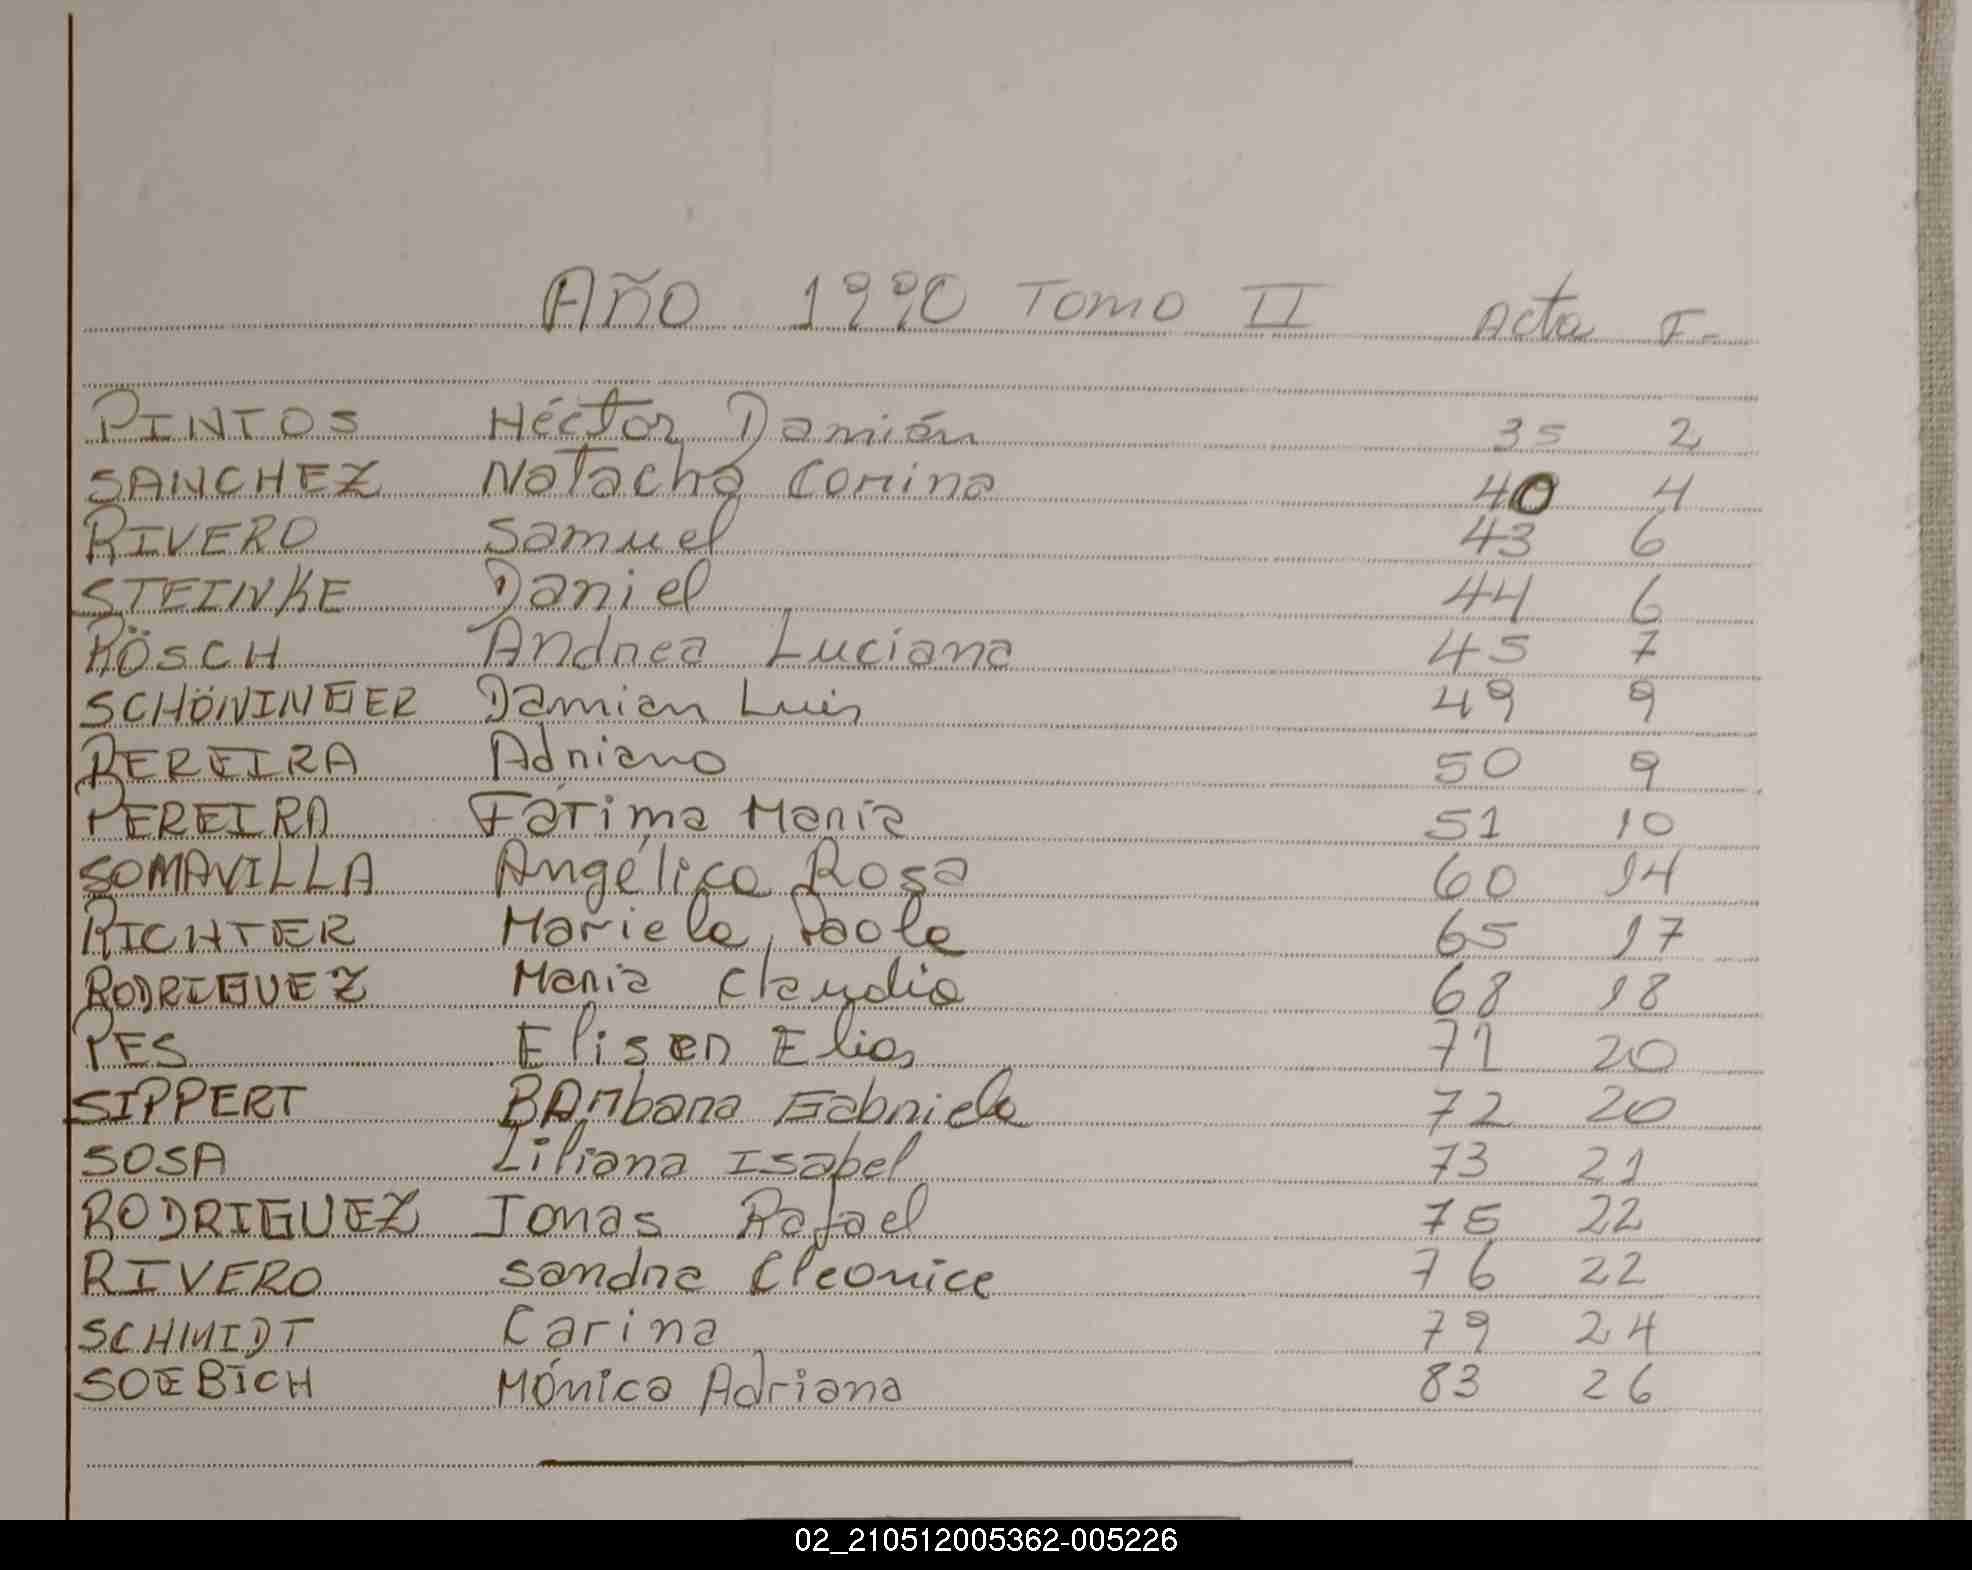 Año 1990 Tomo II Acta F-
PINTOS Héctor Damián 35 2
SANCHEZ Natacha Corina 40 4
RIVERO Samuel 43 6
STEINKE Daniel 44 6
RÖSCH Andrea Luciana 45 7
SCHÖNINGER Damian Luis 49 9
PEREIRA Adriano 50 9
PEREIRA Fátima Maria 51 10
SOMAVILLA Angélica Rosa 60 14
RICHTER Mariela Paola 65 17
RODRIGUEZ Maria Claudia 68 18
PES Elisen Elias 71 20
SIPPERT BArbara Gabriela 72 20
SOSA Liliana Isabel 73 21
RODRIGUEZ Jonas Rafael 75 22
RIVERO Sandra Cleonice 76 22
SCHMIDT Carina 79 24
SOEBICH Mónica Adriana 83 26
02_210512005362-005226